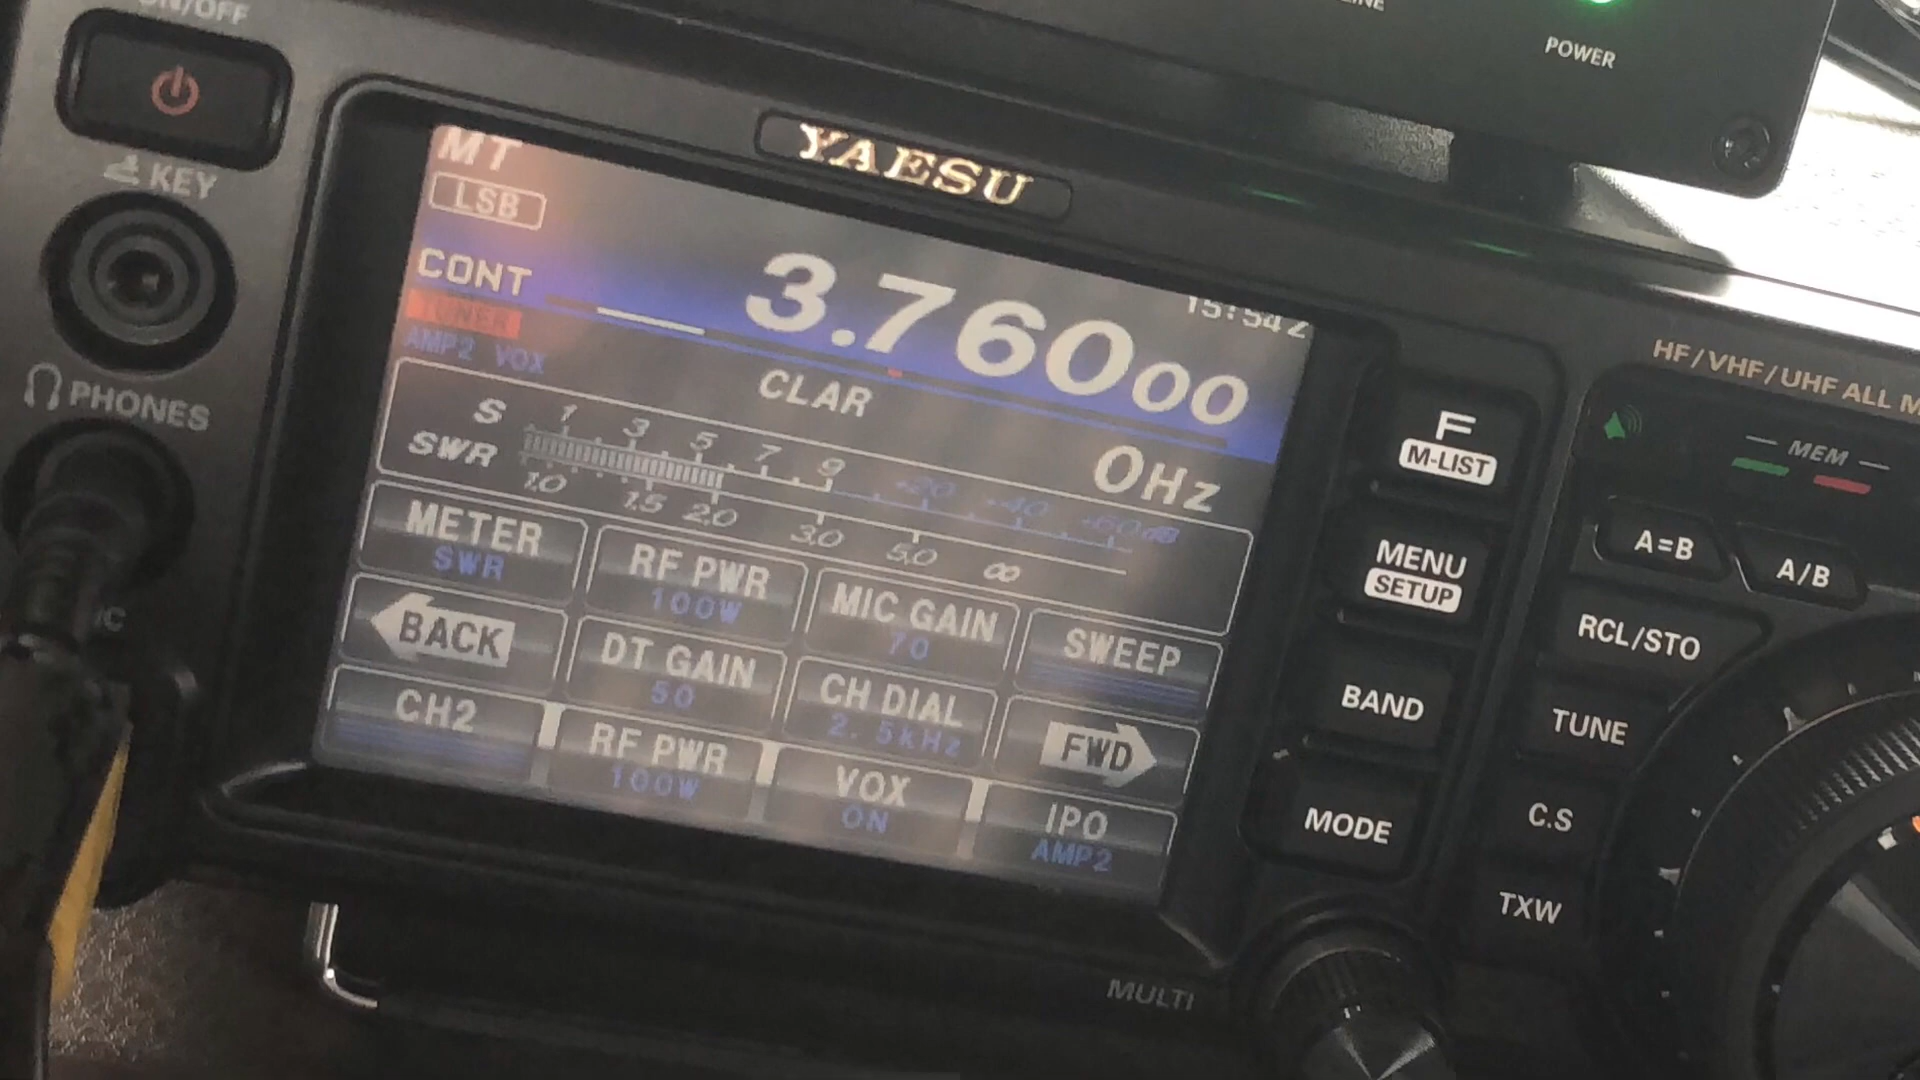 ON/OFF
POWER
KEY
PHONES
YAESU
MT
LSB
CONT
TUNER
AMP2 VOX
3.76000
15:54Z
CLAR
0Hz
S 1 3 5 7 9 +20 +40 +60dB
SWR 1.0 1.5 2.0 3.0 5.0 ∞
METER
SWR
RF PWR
100W
MIC GAIN
70
SWEEP
BACK
DT GAIN
50
CH DIAL
2.5kHz
FWD
CH2
RF PWR
100W
VOX
ON
IPO
AMP2
F
M-LIST
MENU
SETUP
BAND
MODE
MULTI
HF/VHF/UHF ALL M
MEM
A=B
A/B
RCL/STO
TUNE
C.S
TXW